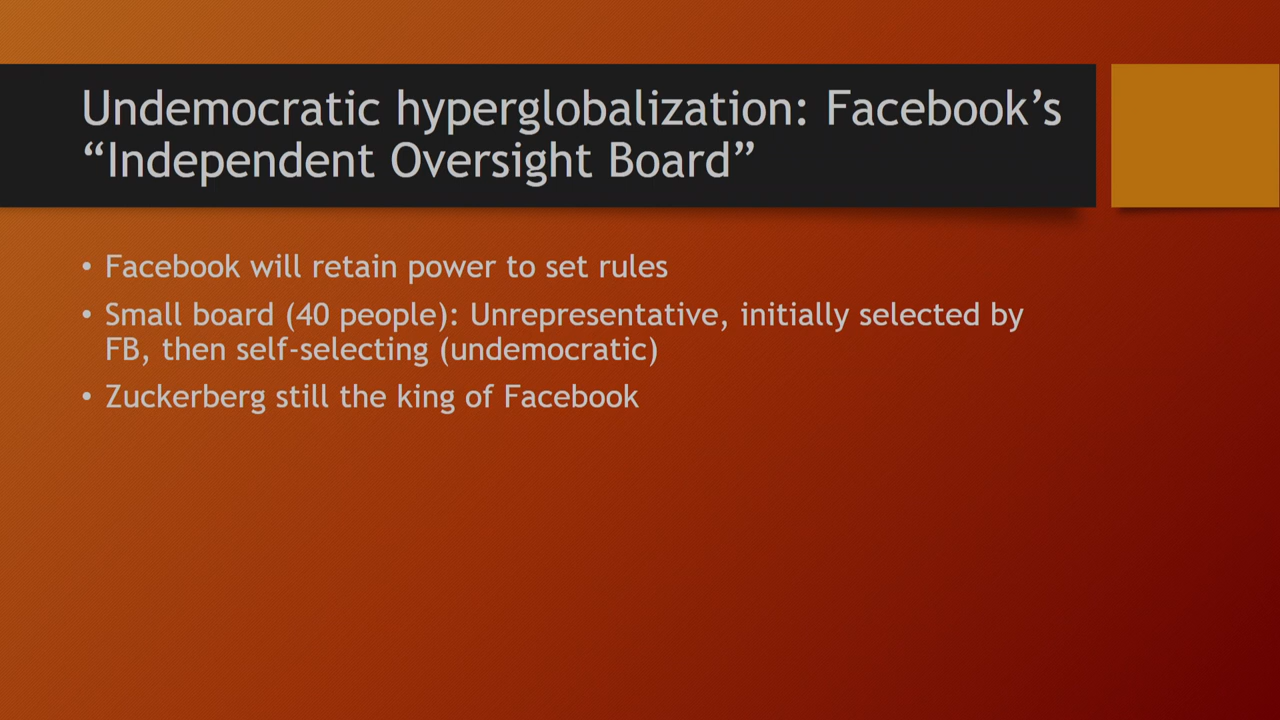 Undemocratic hyperglobalization: Facebook’s
“Independent Oversight Board”
• Facebook will retain power to set rules
• Small board (40 people): Unrepresentative, initially selected by
FB, then self-selecting (undemocratic)
• Zuckerberg still the king of Facebook